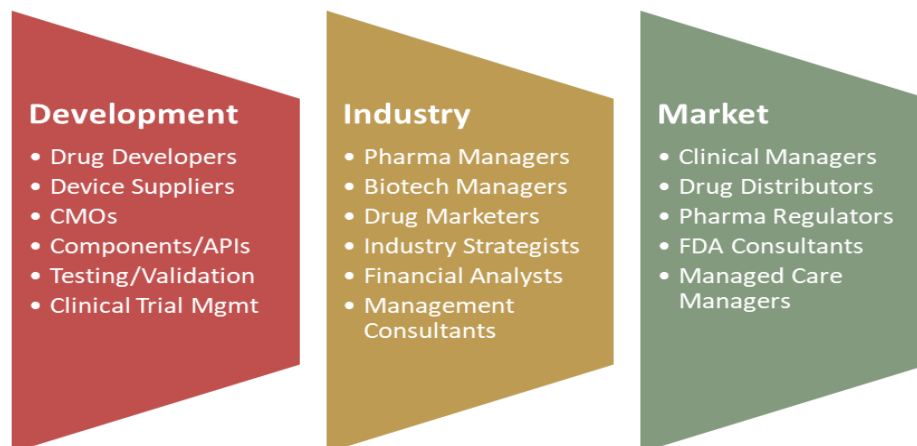 Development
• Drug Developers
• Device Suppliers
• CMOs
• Components/APIs
• Testing/Validation
• Clinical Trial Mgmt
Industry
• Pharma Managers
• Biotech Managers
• Drug Marketers
• Industry Strategists
• Financial Analysts
• Management
Consultants
Market
• Clinical Managers
• Drug Distributors
• Pharma Regulators
• FDA Consultants
• Managed Care
Managers